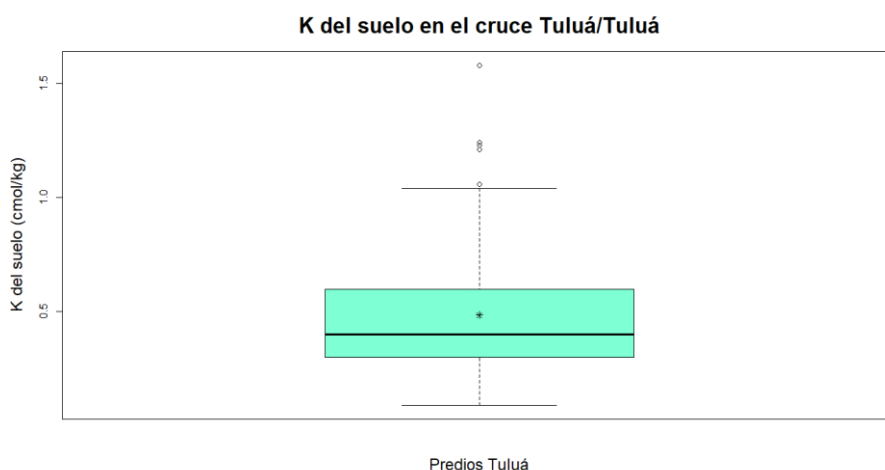 K del suelo en el cruce Tuluá/Tuluá
K del suelo (cmol/kg)
1.5
1.0
0.5
Predios Tuluá